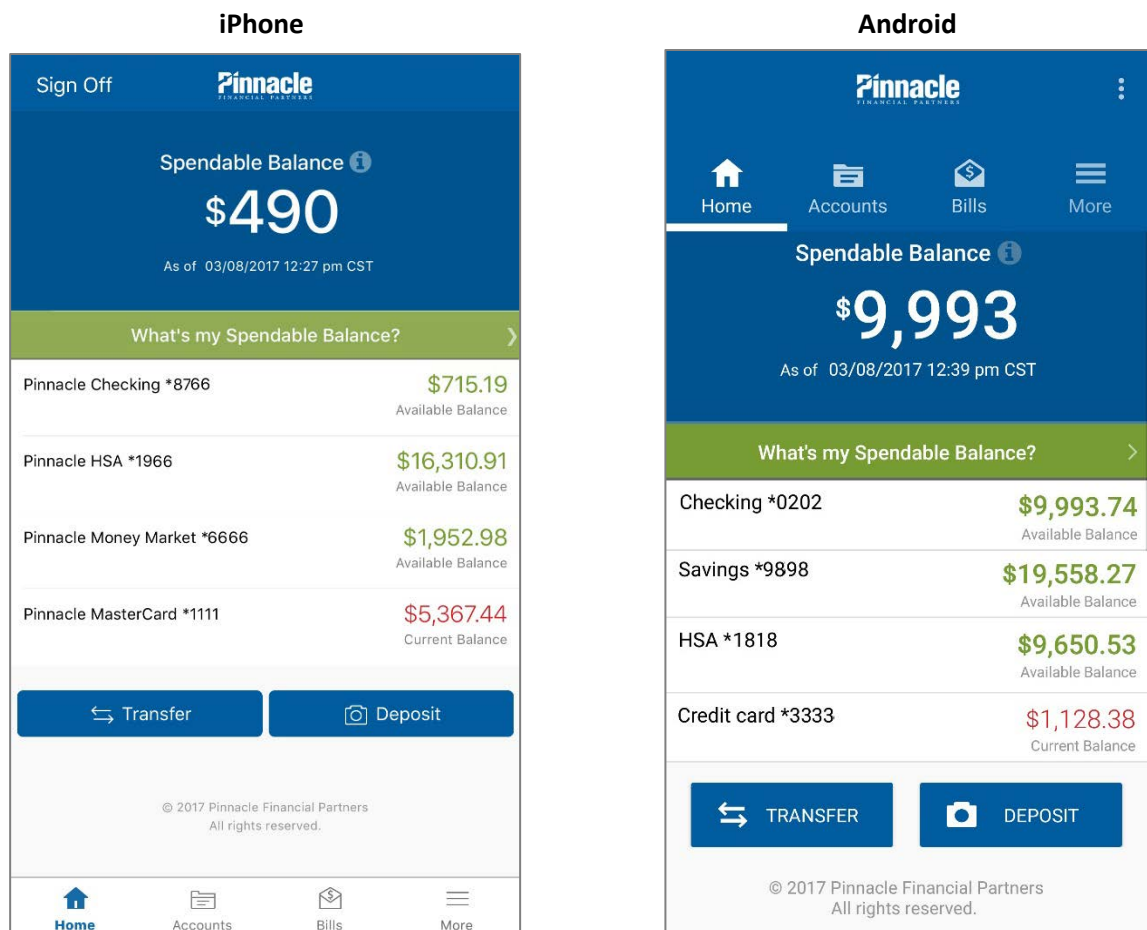 iPhone
Sign Off
Pinnacle
FINANCIAL PARTNERS
Spendable Balance
$490
As of 03/08/2017 12:27 pm CST
What's my Spendable Balance?
Pinnacle Checking *8766
$715.19
Available Balance
Pinnacle HSA *1966
$16,310.91
Available Balance
Pinnacle Money Market *6666
$1,952.98
Available Balance
Pinnacle MasterCard *1111
$5,367.44
Current Balance
Transfer
Deposit
© 2017 Pinnacle Financial Partners
All rights reserved.
Home
Accounts
Bills
More
Android
Pinnacle
FINANCIAL PARTNERS
Home
Accounts
Bills
More
Spendable Balance
$9,993
As of 03/08/2017 12:39 pm CST
What's my Spendable Balance?
Checking *0202
$9,993.74
Available Balance
Savings *9898
$19,558.27
Available Balance
HSA *1818
$9,650.53
Available Balance
Credit card *3333
$1,128.38
Current Balance
TRANSFER
DEPOSIT
© 2017 Pinnacle Financial Partners
All rights reserved.